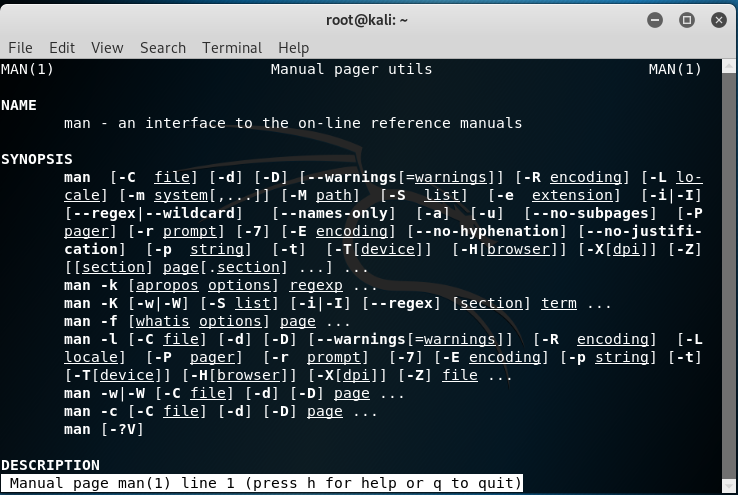 root@kali: ~
File Edit View Search Terminal Help
MAN(1) Manual pager utils MAN(1)
NAME
man - an interface to the on-line reference manuals
SYNOPSIS
man [-C file] [-d] [-D] [--warnings[=warnings]] [-R encoding] [-L lo-
cale] [-m system[,...]] [-M path] [-S list] [-e extension] [-i|-I]
[--regex|--wildcard] [--names-only] [-a] [-u] [--no-subpages] [-P
pager] [-r prompt] [-7] [-E encoding] [--no-hyphenation] [--no-justifi-
cation] [-p string] [-t] [-T[device]] [-H[browser]] [-X[dpi]] [-Z]
[[section] page[.section] ...] ...
man -k [apropos options] regexp ...
man -K [-w|-W] [-S list] [-i|-I] [--regex] [section] term ...
man -f [whatis options] page ...
man -l [-C file] [-d] [-D] [--warnings[=warnings]] [-R encoding] [-L
locale] [-P pager] [-r prompt] [-7] [-E encoding] [-p string] [-t]
[-T[device]] [-H[browser]] [-X[dpi]] [-Z] file ...
man -w|-W [-C file] [-d] [-D] page ...
man -c [-C file] [-d] [-D] page ...
man [-?V]
DESCRIPTION
Manual page man(1) line 1 (press h for help or q to quit)